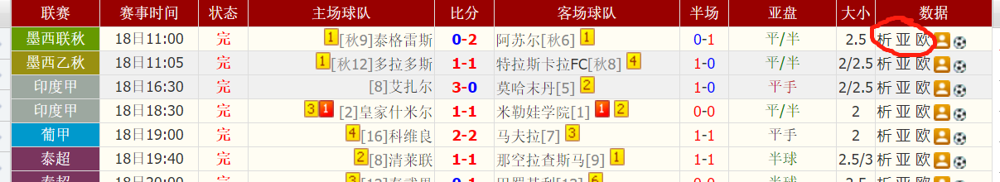 联赛 赛事时间 状态 主场球队 比分 客场球队 半场 亚盘 大小 数据
墨西联秋 18日11:00 完 1 [秋9]泰格雷斯 0-2 阿苏尔[秋6] 1 0-1 平/半 2.5 析 亚 欧
墨西乙秋 18日11:05 完 1 [秋12]多拉多斯 1-1 特拉斯卡拉FC[秋8] 4 1-0 平/半 2/2.5 析 亚 欧
印度甲 18日16:30 完 [8]艾扎尔 3-0 莫哈末丹[5] 2 1-0 平手 2/2.5 析 亚 欧
印度甲 18日18:30 完 3 1 [2]皇家什米尔 1-1 米勒娃学院[1] 1 2 0-0 平/半 2 析 亚 欧
葡甲 18日19:00 完 4 [16]科维良 2-2 马夫拉[7] 3 1-1 平手 2 析 亚 欧
泰超 18日19:40 完 2 [8]清莱联 1-1 那空拉查斯马[9] 1 1-1 半球 2.5/3 析 亚 欧